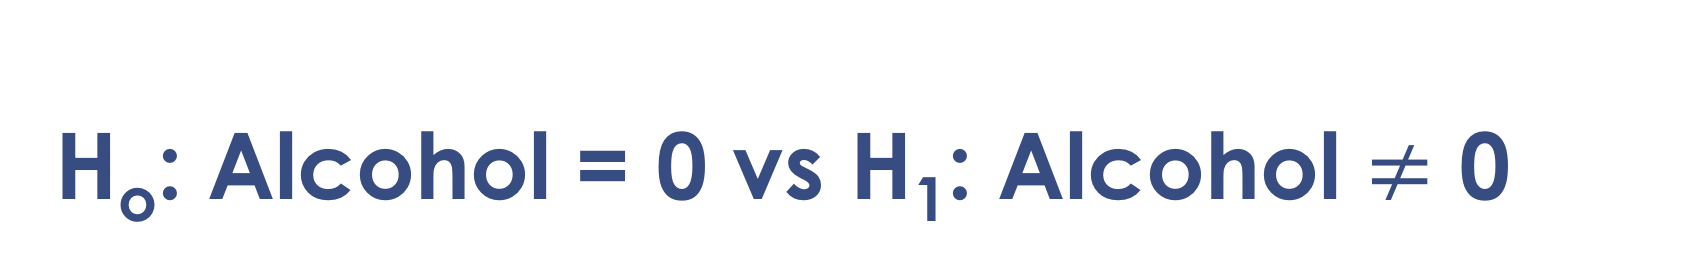 Hₒ: Alcohol = 0 vs H₁: Alcohol ≠ 0